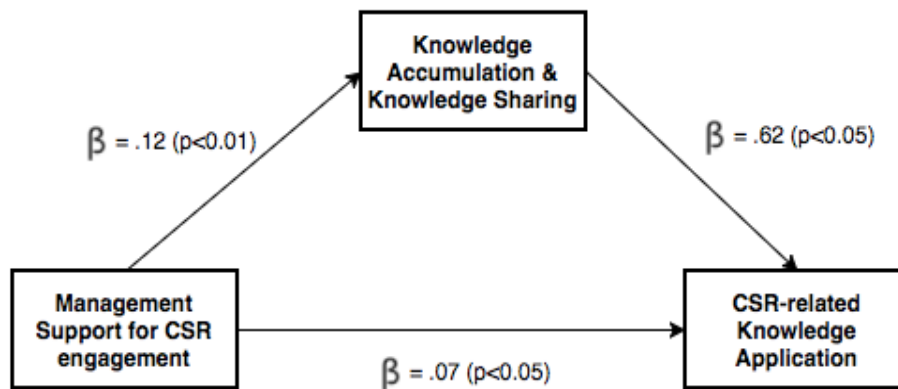 Knowledge
Accumulation &
Knowledge Sharing
β = .12 (p<0.01)
β = .62 (p<0.05)
Management
Support for CSR
engagement
CSR-related
Knowledge
Application
β = .07 (p<0.05)